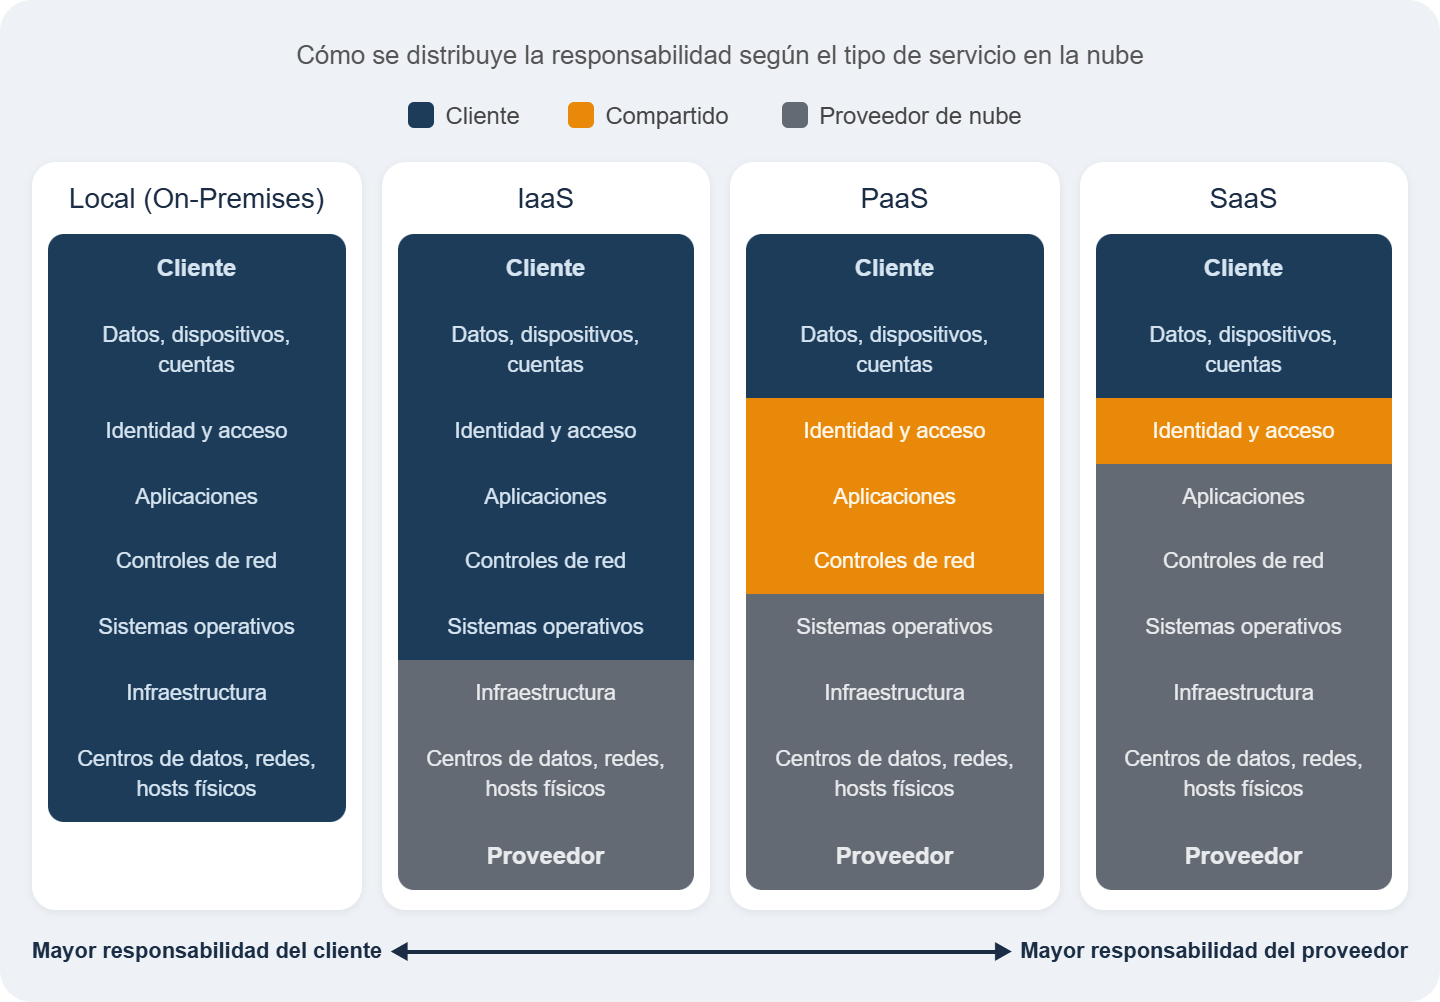 Cómo se distribuye la responsabilidad según el tipo de servicio en la nube
Cliente
Compartido
Proveedor de nube
Local (On-Premises)
Cliente
Datos, dispositivos,
cuentas
Identidad y acceso
Aplicaciones
Controles de red
Sistemas operativos
Infraestructura
Centros de datos, redes,
hosts físicos
IaaS
Cliente
Datos, dispositivos,
cuentas
Identidad y acceso
Aplicaciones
Controles de red
Sistemas operativos
Infraestructura
Centros de datos, redes,
hosts físicos
Proveedor
PaaS
Cliente
Datos, dispositivos,
cuentas
Identidad y acceso
Aplicaciones
Controles de red
Sistemas operativos
Infraestructura
Centros de datos, redes,
hosts físicos
Proveedor
SaaS
Cliente
Datos, dispositivos,
cuentas
Identidad y acceso
Aplicaciones
Controles de red
Sistemas operativos
Infraestructura
Centros de datos, redes,
hosts físicos
Proveedor
Mayor responsabilidad del cliente
Mayor responsabilidad del proveedor